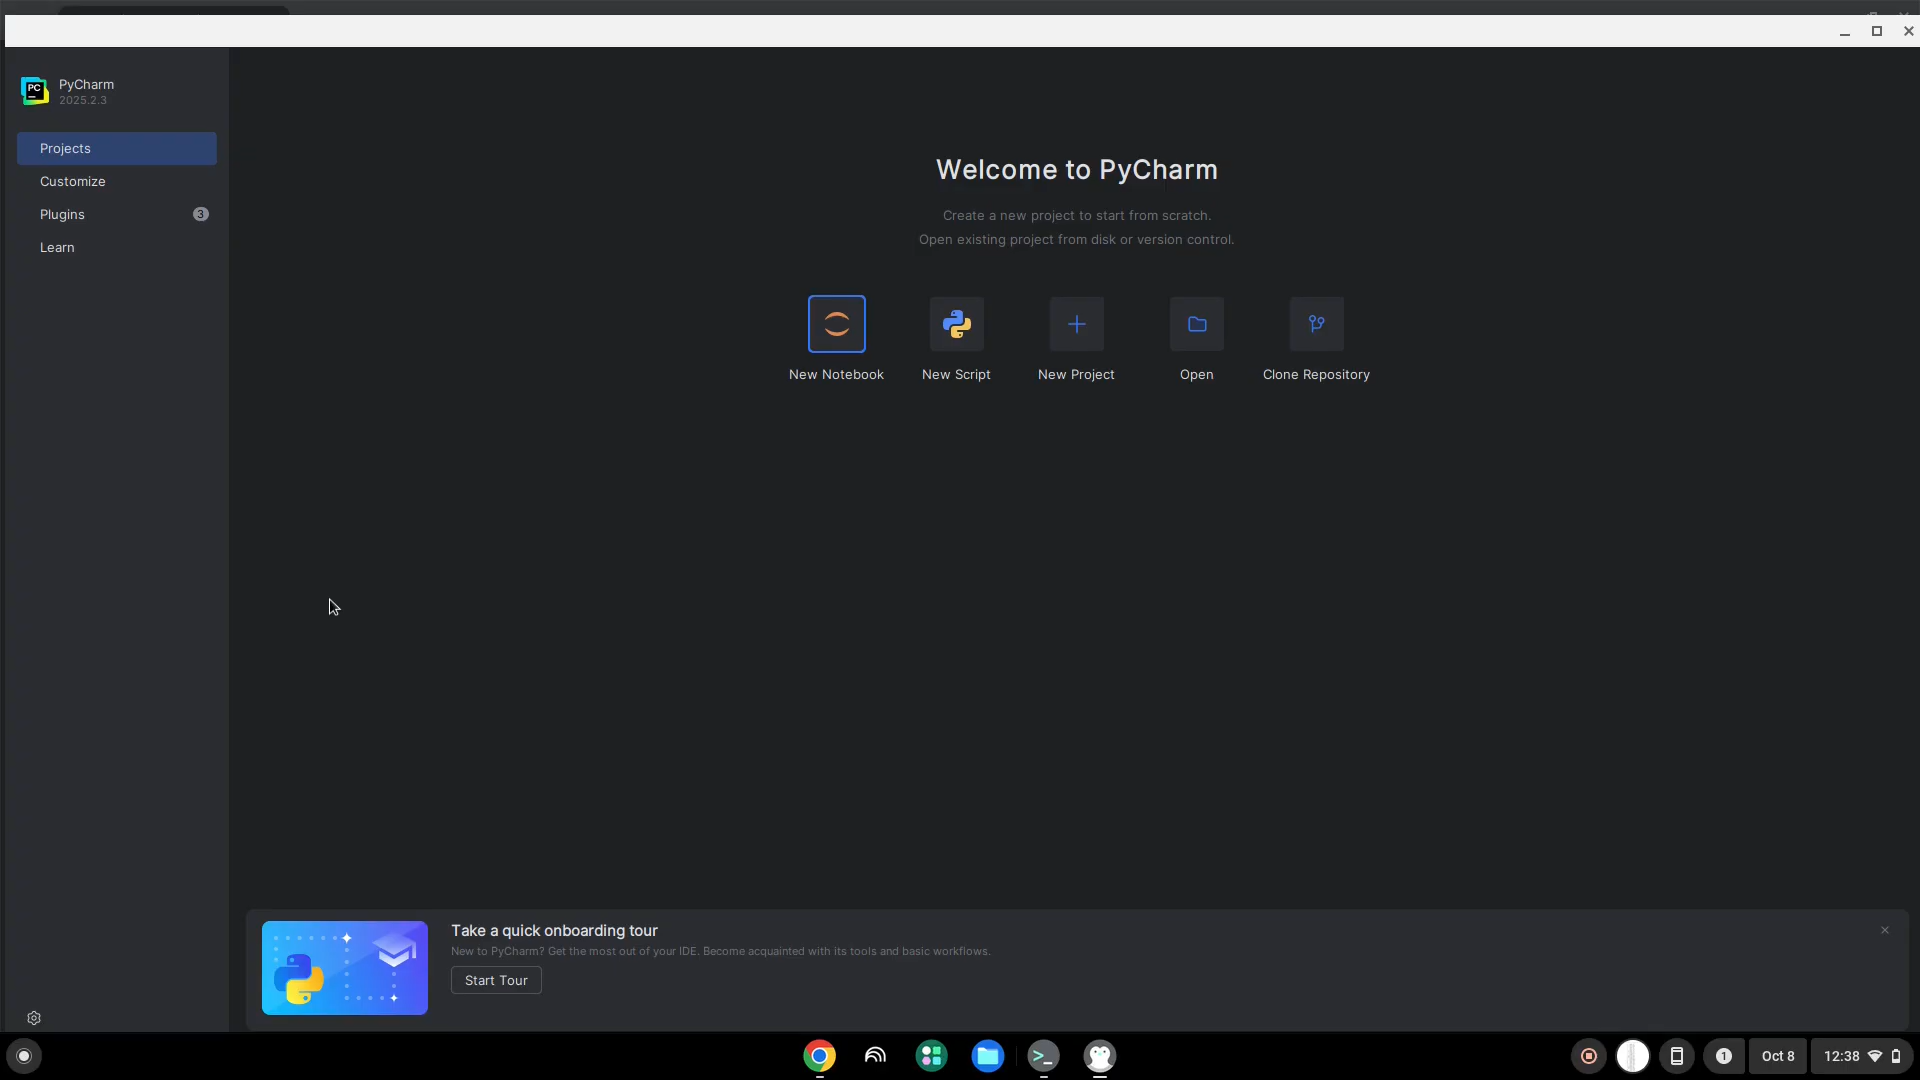 PyCharm
2025.2.3
Projects
Customize
Plugins 3
Learn
Welcome to PyCharm
Create a new project to start from scratch.
Open existing project from disk or version control.
New Notebook
New Script
New Project
Open
Clone Repository
Take a quick onboarding tour
New to PyCharm? Get the most out of your IDE. Become acquainted with its tools and basic workflows.
Start Tour
PC
>_
1
Oct 8
12:38